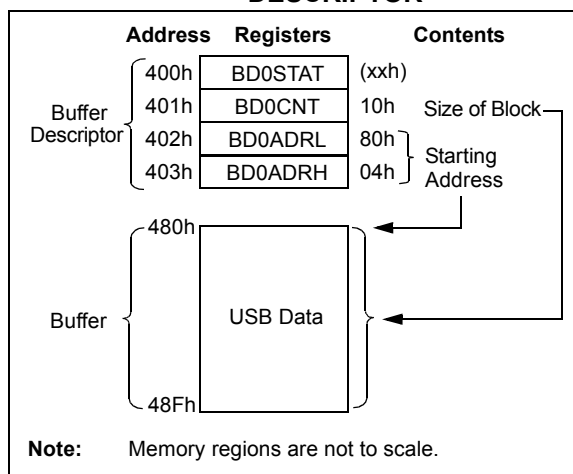 DESCRIPTOR
Address Registers Contents
400h BD0STAT (xxh)
401h BD0CNT 10h Size of Block
402h BD0ADRL 80h
403h BD0ADRH 04h
Buffer
Descriptor
Starting
Address
480h
Buffer USB Data
48Fh
Note: Memory regions are not to scale.